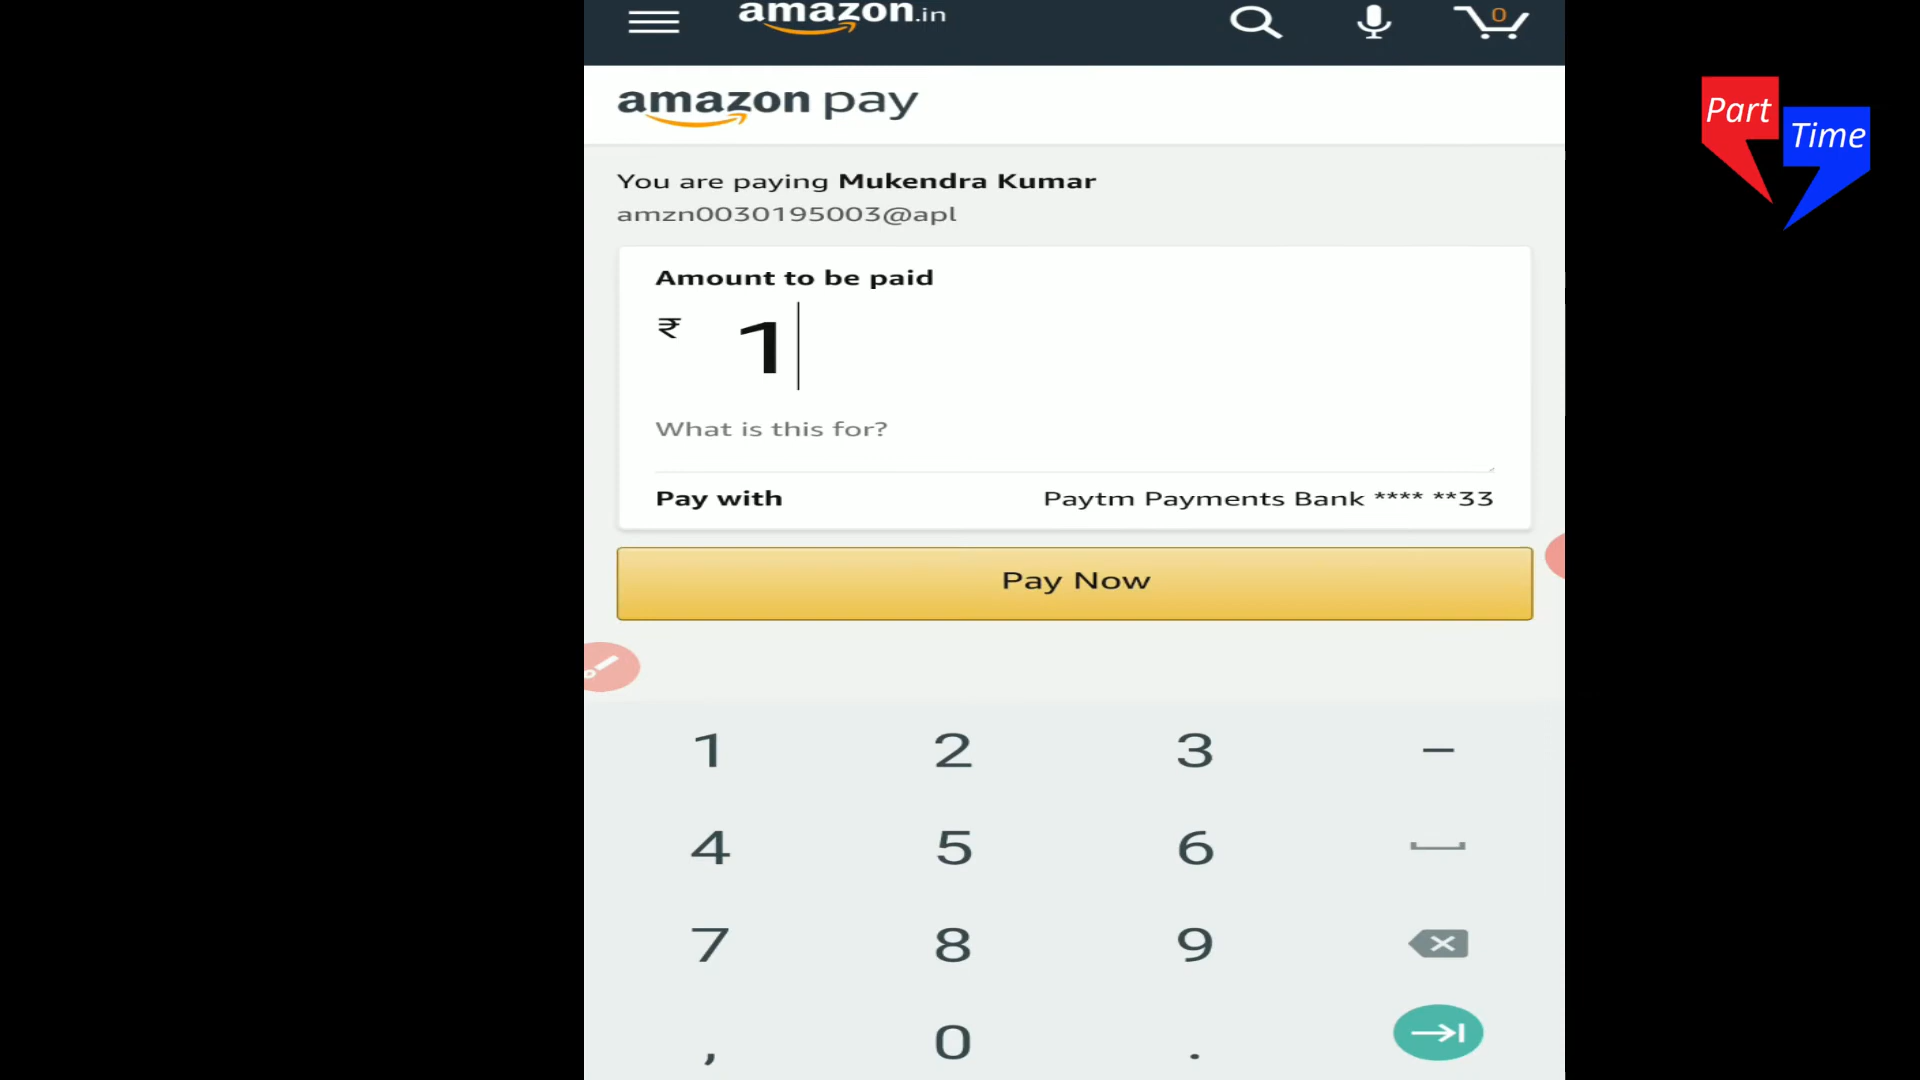 amazon.in
0
amazon pay
Part
Time
You are paying Mukendra Kumar
amzn0030195003@apl
Amount to be paid
₹ 1
What is this for?
Pay with Paytm Payments Bank **** **33
Pay Now
1 2 3 –
4 5 6
7 8 9
, 0 .